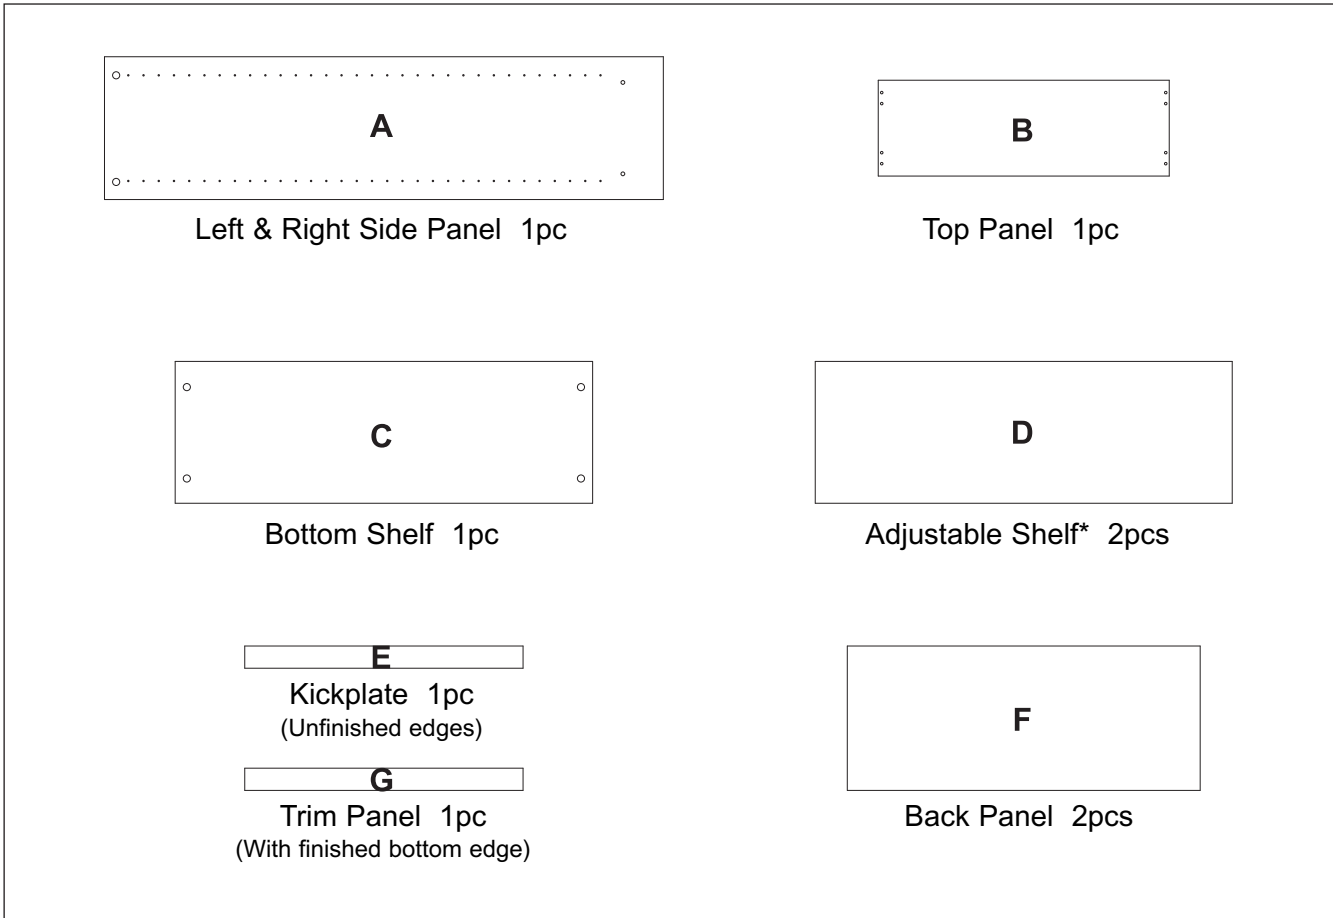 A
Left & Right Side Panel 1pc
B
Top Panel 1pc
C
Bottom Shelf 1pc
D
Adjustable Shelf* 2pcs
E
Kickplate 1pc
(Unfinished edges)
G
Trim Panel 1pc
(With finished bottom edge)
F
Back Panel 2pcs